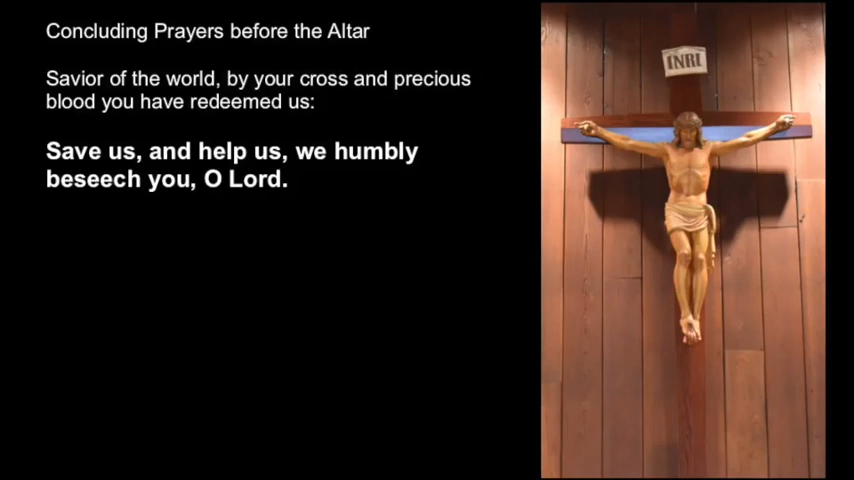 Concluding Prayers before the Altar
Savior of the world, by your cross and precious
blood you have redeemed us:
Save us, and help us, we humbly
beseech you, O Lord.
INRI